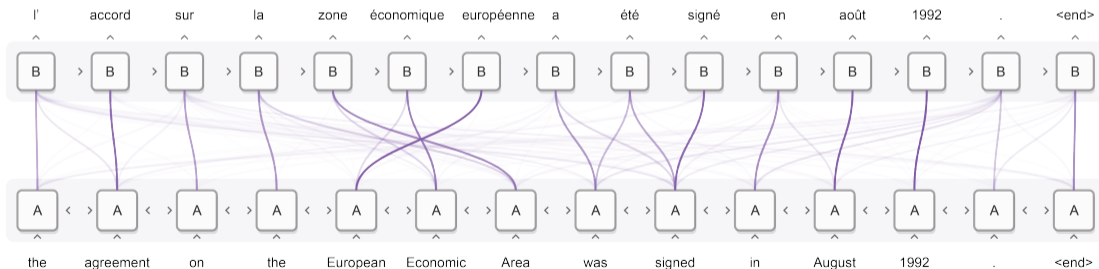 l' accord sur la zone économique européenne a été signé en août 1992 . <end>
B B B B B B B B B B B B B B B
A A A A A A A A A A A A A A
the agreement on the European Economic Area was signed in August 1992 . <end>